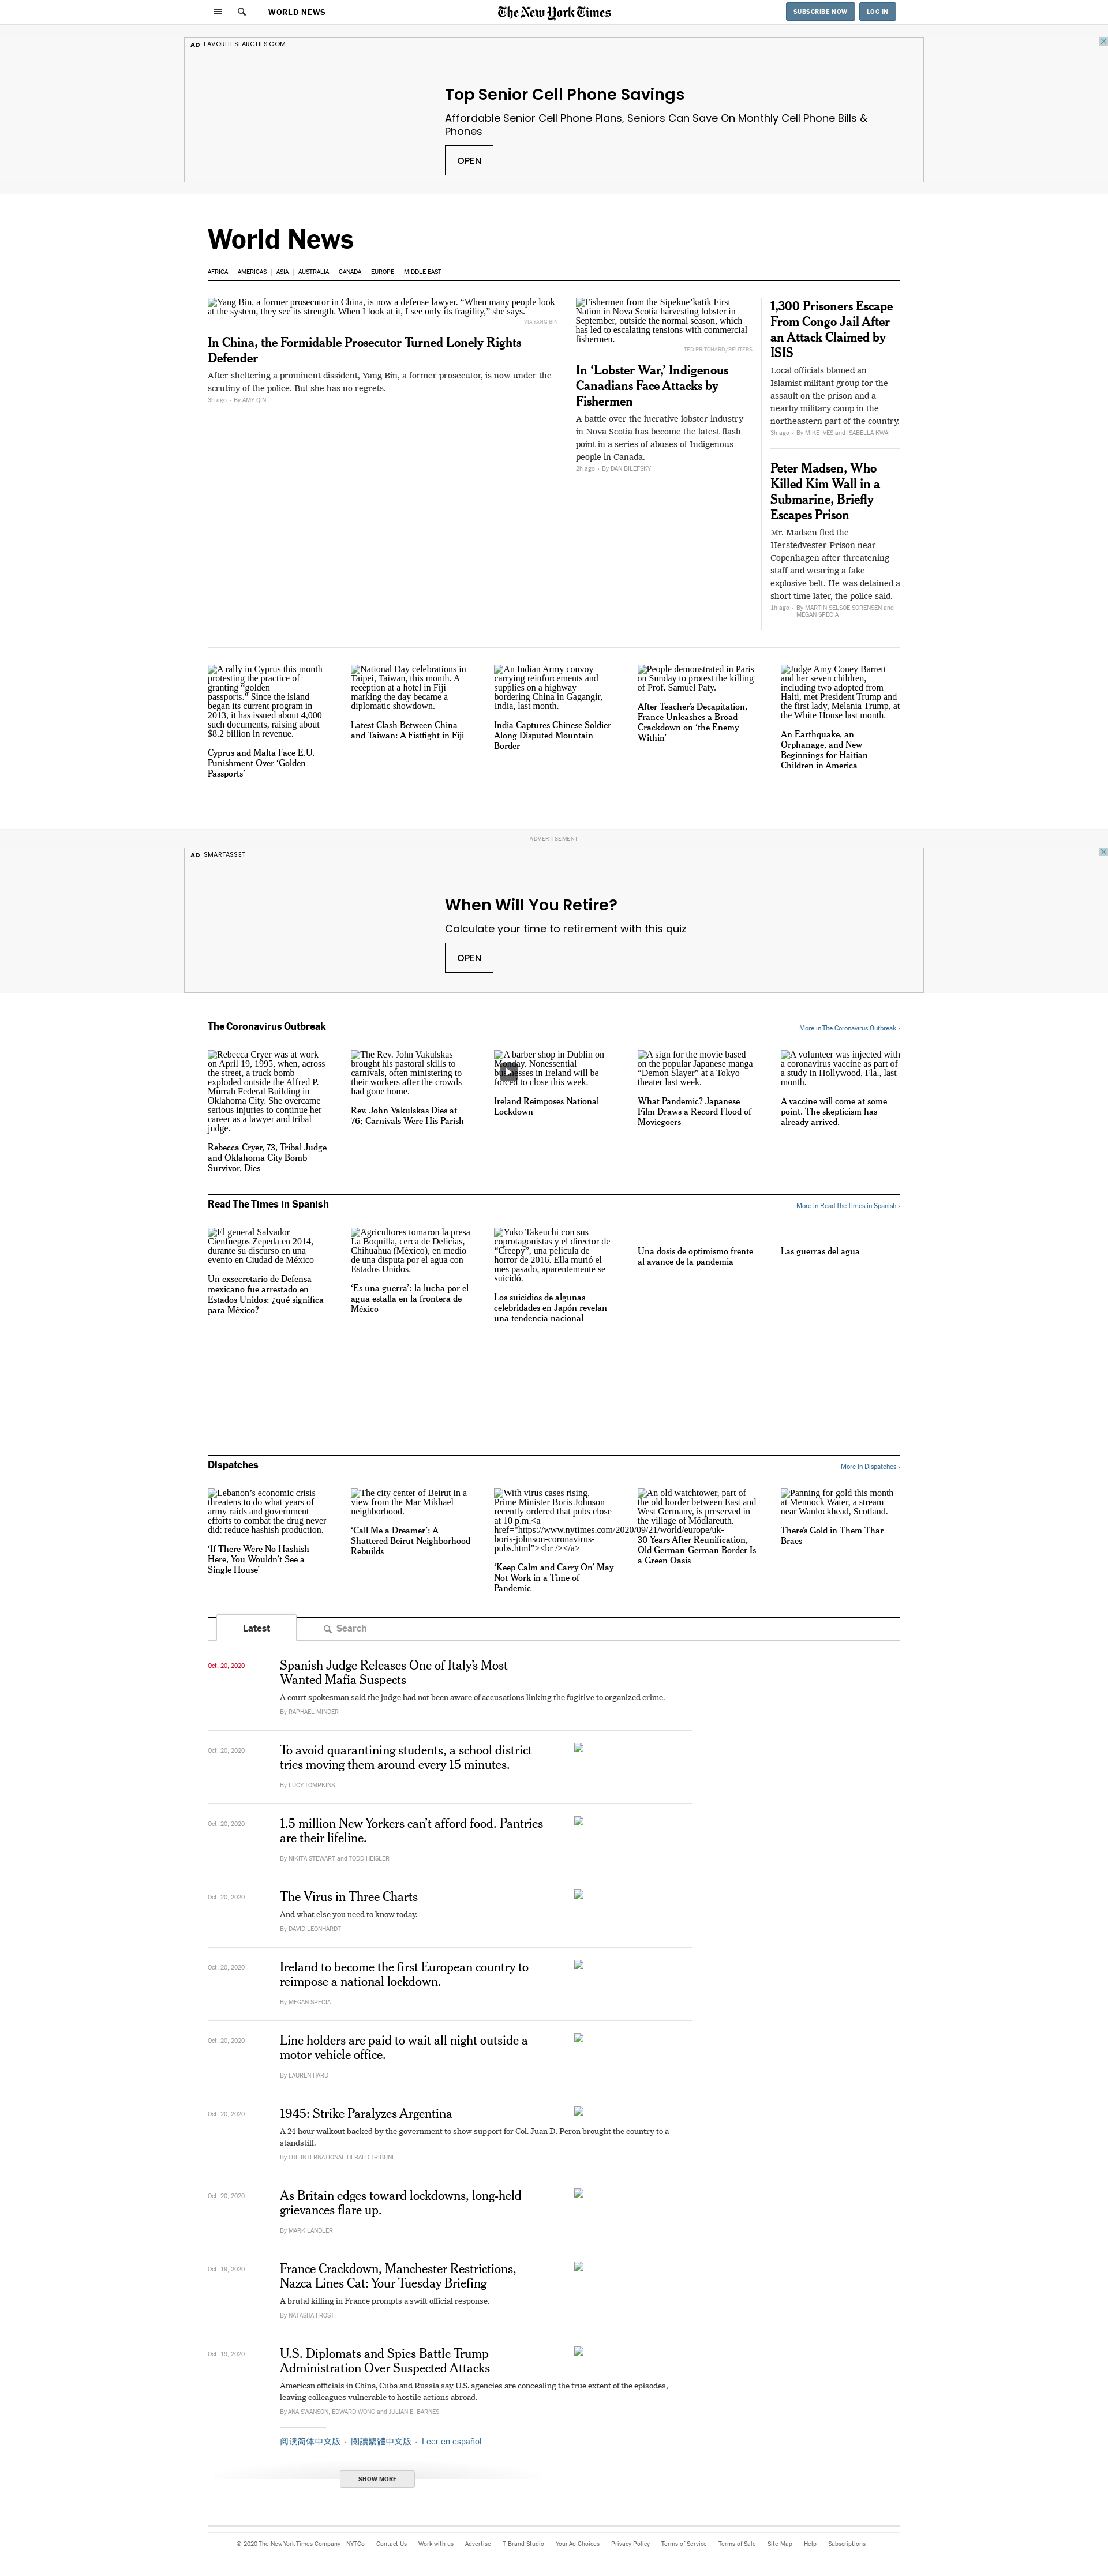 WORLD NEWS
The New York Times
SUBSCRIBE NOW
LOG IN
AD FAVORITESEARCHES.COM
Top Senior Cell Phone Savings
Affordable Senior Cell Phone Plans, Seniors Can Save On Monthly Cell Phone Bills &
Phones
OPEN
World News
AFRICA | AMERICAS | ASIA | AUSTRALIA | CANADA | EUROPE | MIDDLE EAST
Yang Bin, a former prosecutor in China, is now a defense lawyer. “When many people look
at the system, they see its strength. When I look at it, I see only its fragility,” she says.
VIA YANG BIN
In China, the Formidable Prosecutor Turned Lonely Rights
Defender
After sheltering a prominent dissident, Yang Bin, a former prosecutor, is now under the
scrutiny of the police. But she has no regrets.
3h ago • By AMY QIN
Fishermen from the Sipekne’katik First
Nation in Nova Scotia harvesting lobster in
September, outside the normal season, which
has led to escalating tensions with commercial
fishermen.
TED PRITCHARD/REUTERS
In ‘Lobster War,’ Indigenous
Canadians Face Attacks by
Fishermen
A battle over the lucrative lobster industry
in Nova Scotia has become the latest flash
point in a series of abuses of Indigenous
people in Canada.
2h ago • By DAN BILEFSKY
1,300 Prisoners Escape
From Congo Jail After
an Attack Claimed by
ISIS
Local officials blamed an
Islamist militant group for the
assault on the prison and a
nearby military camp in the
northeastern part of the country.
3h ago • By MIKE IVES and ISABELLA KWAI
Peter Madsen, Who
Killed Kim Wall in a
Submarine, Briefly
Escapes Prison
Mr. Madsen fled the
Herstedvester Prison near
Copenhagen after threatening
staff and wearing a fake
explosive belt. He was detained a
short time later, the police said.
1h ago • By MARTIN SELSOE SORENSEN and
MEGAN SPECIA
A rally in Cyprus this month
protesting the practice of
granting “golden
passports.” Since the island
began its current program in
2013, it has issued about 4,000
such documents, raising about
$8.2 billion in revenue.
Cyprus and Malta Face E.U.
Punishment Over ‘Golden
Passports’
National Day celebrations in
Taipei, Taiwan, this month. A
reception at a hotel in Fiji
marking the day became a
diplomatic showdown.
Latest Clash Between China
and Taiwan: A Fistfight in Fiji
An Indian Army convoy
carrying reinforcements and
supplies on a highway
bordering China in Gagangir,
India, last month.
India Captures Chinese Soldier
Along Disputed Mountain
Border
People demonstrated in Paris
on Sunday to protest the killing
of Prof. Samuel Paty.
After Teacher’s Decapitation,
France Unleashes a Broad
Crackdown on ‘the Enemy
Within’
Judge Amy Coney Barrett
and her seven children,
including two adopted from
Haiti, met President Trump and
the first lady, Melania Trump, at
the White House last month.
An Earthquake, an
Orphanage, and New
Beginnings for Haitian
Children in America
ADVERTISEMENT
AD SMARTASSET
When Will You Retire?
Calculate your time to retirement with this quiz
OPEN
The Coronavirus Outbreak
More in The Coronavirus Outbreak ›
Rebecca Cryer was at work
on April 19, 1995, when, across
the street, a truck bomb
exploded outside the Alfred P.
Murrah Federal Building in
Oklahoma City. She overcame
serious injuries to continue her
career as a lawyer and tribal
judge.
Rebecca Cryer, 73, Tribal Judge
and Oklahoma City Bomb
Survivor, Dies
The Rev. John Vakulskas
brought his pastoral skills to
carnivals, often ministering to
their workers after the crowds
had gone home.
Rev. John Vakulskas Dies at
76; Carnivals Were His Parish
A barber shop in Dublin on
Monday. Nonessential
in Ireland will be
forced to close this week.
Ireland Reimposes National
Lockdown
A sign for the movie based
on the popular Japanese manga
“Demon Slayer” at a Tokyo
theater last week.
What Pandemic? Japanese
Film Draws a Record Flood of
Moviegoers
A volunteer was injected with
a coronavirus vaccine as part of
a study in Hollywood, Fla., last
month.
A vaccine will come at some
point. The skepticism has
already arrived.
Read The Times in Spanish
More in Read The Times in Spanish ›
El general Salvador
Cienfuegos Zepeda en 2014,
durante su discurso en una
evento en Ciudad de México
Un exsecretario de Defensa
mexicano fue arrestado en
Estados Unidos: ¿qué significa
para México?
Agricultores tomaron la presa
La Boquilla, cerca de Delicias,
Chihuahua (México), en medio
de una disputa por el agua con
Estados Unidos.
‘Es una guerra’: la lucha por el
agua estalla en la frontera de
México
Yuko Takeuchi con sus
coprotagonistas y el director de
“Creepy”, una película de
horror de 2016. Ella murió el
mes pasado, aparentemente se
suicidó.
Los suicidios de algunas
celebridades en Japón revelan
una tendencia nacional
Una dosis de optimismo frente
al avance de la pandemia
Las guerras del agua
Dispatches
More in Dispatches ›
Lebanon’s economic crisis
threatens to do what years of
army raids and government
efforts to combat the drug never
did: reduce hashish production.
‘If There Were No Hashish
Here, You Wouldn’t See a
Single House’
The city center of Beirut in a
view from the Mar Mikhael
neighborhood.
‘Call Me a Dreamer’: A
Shattered Beirut Neighborhood
Rebuilds
With virus cases rising,
Prime Minister Boris Johnson
recently ordered that pubs close
at 10 p.m.<a
href="https://www.nytimes.com/2020/09/21/world/europe/uk-
boris-johnson-coronavirus-
pubs.html"><br /></a>
‘Keep Calm and Carry On’ May
Not Work in a Time of
Pandemic
An old watchtower, part of
the old border between East and
West Germany, is preserved in
the village of Mödlareuth.
30 Years After Reunification,
Old German-German Border Is
a Green Oasis
Panning for gold this month
at Mennock Water, a stream
near Wanlockhead, Scotland.
There’s Gold in Them Thar
Braes
Latest
Search
Oct. 20, 2020
Spanish Judge Releases One of Italy’s Most
Wanted Mafia Suspects
A court spokesman said the judge had not been aware of accusations linking the fugitive to organized crime.
By RAPHAEL MINDER
Oct. 20, 2020
To avoid quarantining students, a school district
tries moving them around every 15 minutes.
By LUCY TOMPKINS
Oct. 20, 2020
1.5 million New Yorkers can’t afford food. Pantries
are their lifeline.
By NIKITA STEWART and TODD HEISLER
Oct. 20, 2020
The Virus in Three Charts
And what else you need to know today.
By DAVID LEONHARDT
Oct. 20, 2020
Ireland to become the first European country to
reimpose a national lockdown.
By MEGAN SPECIA
Oct. 20, 2020
Line holders are paid to wait all night outside a
motor vehicle office.
By LAUREN HARD
Oct. 20, 2020
1945: Strike Paralyzes Argentina
A 24-hour walkout backed by the government to show support for Col. Juan D. Peron brought the country to a
standstill.
By THE INTERNATIONAL HERALD TRIBUNE
Oct. 20, 2020
As Britain edges toward lockdowns, long-held
grievances flare up.
By MARK LANDLER
Oct. 19, 2020
France Crackdown, Manchester Restrictions,
Nazca Lines Cat: Your Tuesday Briefing
A brutal killing in France prompts a swift official response.
By NATASHA FROST
Oct. 19, 2020
U.S. Diplomats and Spies Battle Trump
Administration Over Suspected Attacks
American officials in China, Cuba and Russia say U.S. agencies are concealing the true extent of the episodes,
leaving colleagues vulnerable to hostile actions abroad.
By ANA SWANSON, EDWARD WONG and JULIAN E. BARNES
阅读简体中文版 • 閱讀繁體中文版 • Leer en español
SHOW MORE
© 2020 The New York Times Company NYTCo Contact Us Work with us Advertise T Brand Studio Your Ad Choices Privacy Policy Terms of Service Terms of Sale Site Map Help Subscriptions